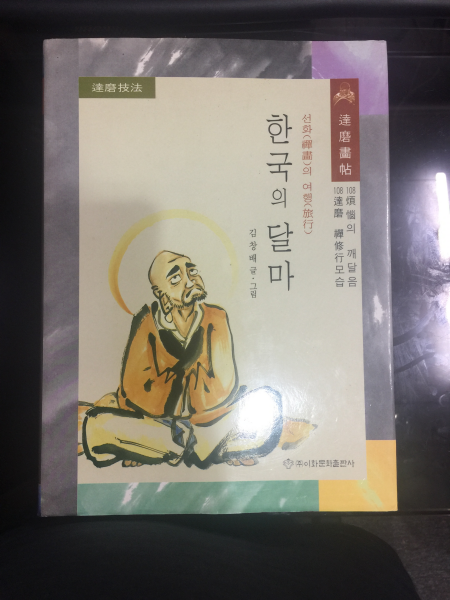 達磨技法
達磨畫帖
108 煩惱의 깨달음
108 達磨 禪修行모습
선화(禪畵)의 여행(旅行)
한국의 달마
김창배 글·그림
㈜이화문화출판사